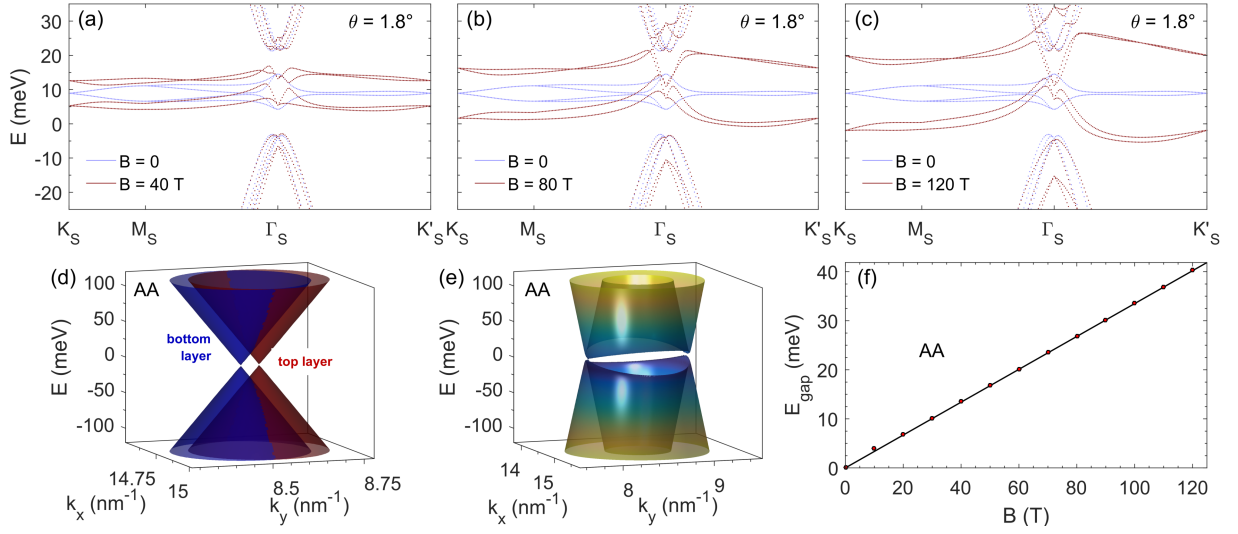 (a) θ = 1.8°
(b) θ = 1.8°
(c) θ = 1.8°
E (meV)
30
20
10
0
-10
-20
B = 0
B = 40 T
B = 0
B = 80 T
B = 0
B = 120 T
K_S M_S Γ_S K'_S
K_S M_S Γ_S K'_S
K_S M_S Γ_S K'_S
(d)
AA
E (meV)
100
50
0
-50
-100
bottom
layer
top layer
14.75
15
8.5
8.75
k_x (nm⁻¹)
k_y (nm⁻¹)
(e)
AA
E (meV)
100
50
0
-50
-100
14
15
8
9
k_x (nm⁻¹)
k_y (nm⁻¹)
(f)
AA
E_gap (meV)
40
30
20
10
0
0 20 40 60 80 100 120
B (T)